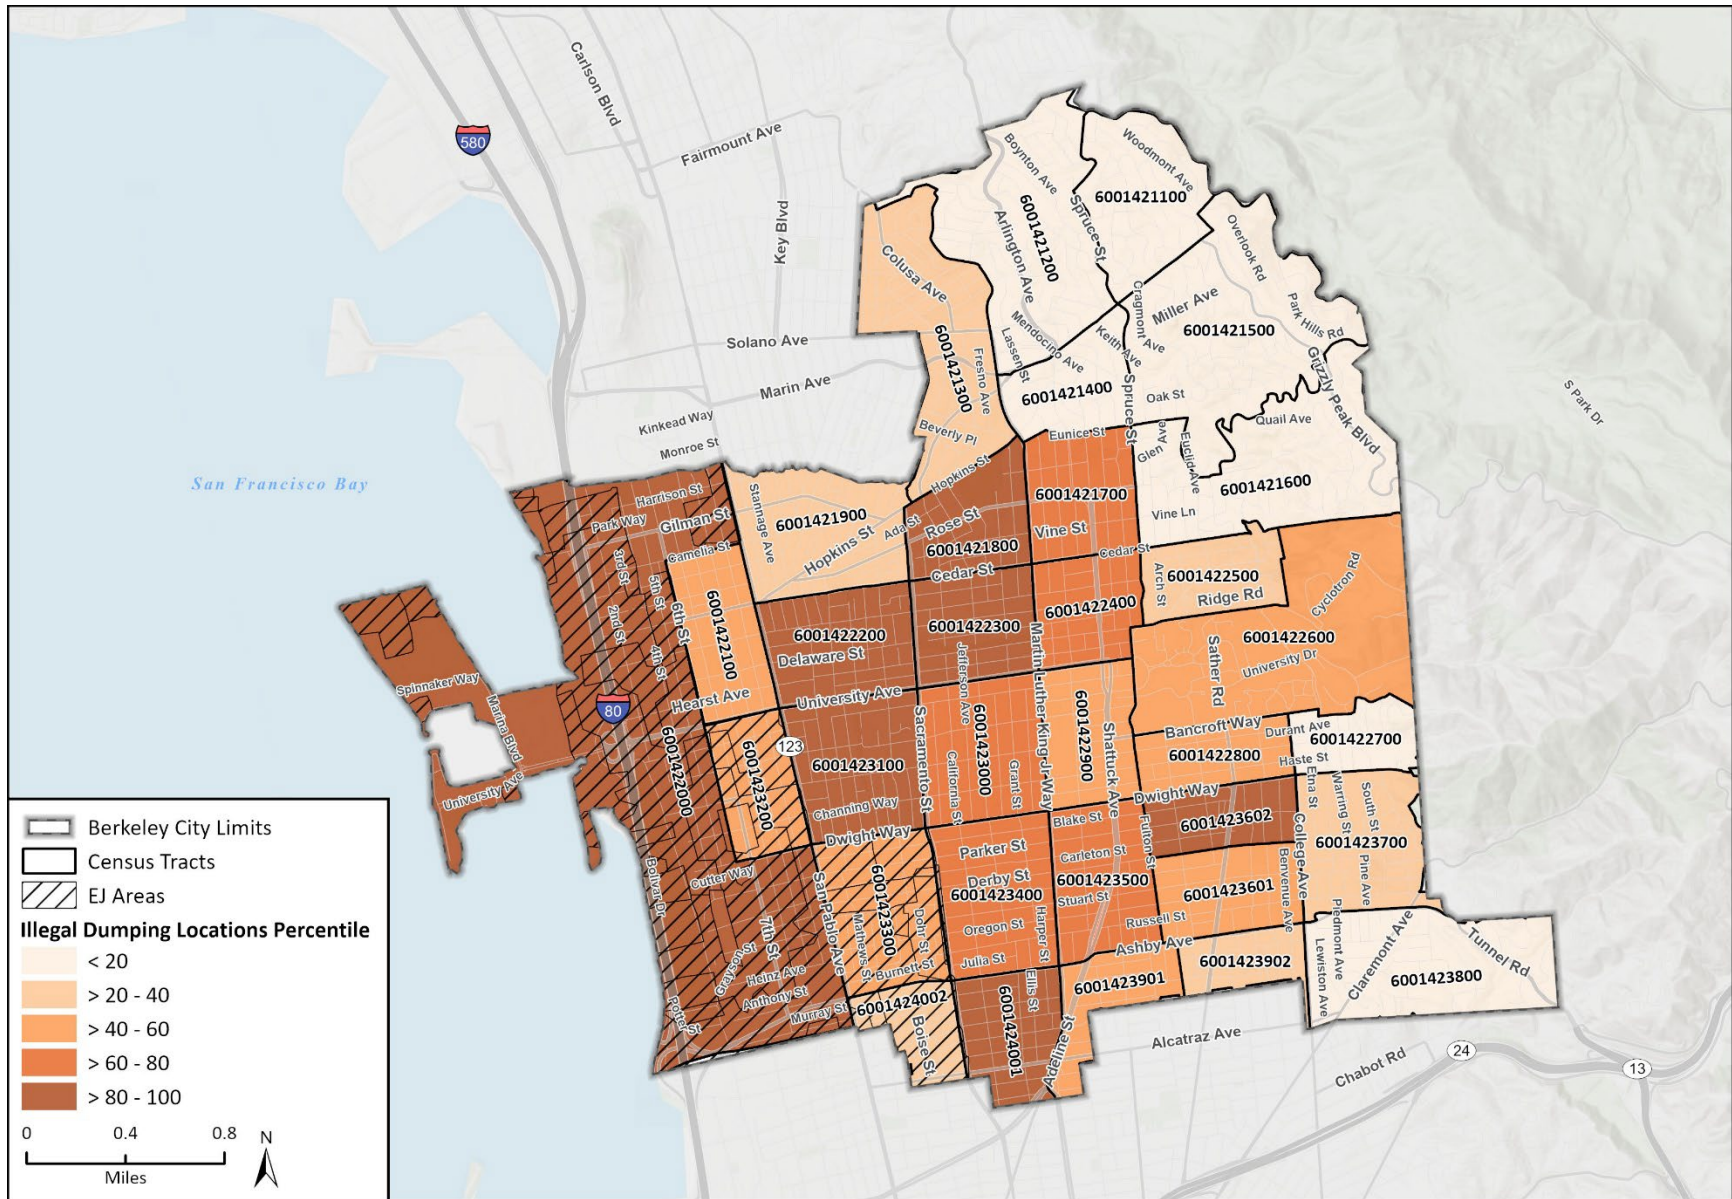 Carlson Blvd
580
Fairmount Ave
Key Blvd
Solano Ave
Marin Ave
Kinkead Way
Monroe St
San Francisco Bay
Boynton Ave
Woodmont Ave
6001421100
6001421200
Spruce St
Arlington Ave
Overlook Rd
Colusa Ave
Cragmont Ave
Miller Ave
Park Hills Rd
6001421500
Mendocino Ave
Keith Ave
Lassen St
Fresno Ave
6001421300
Grizzly Peak Blvd
S Park Dr
6001421400
Spruce St
Oak St
Quail Ave
Beverly Pl
Eunice St
Glen Ave
Euclid Ave
Hopkins St
6001421600
Vine Ln
Harrison St
Park Way
Gilman St
Stannage Ave
6001421900
Ada St
Hopkins St
Rose St
6001421700
Vine St
6001421800
Cedar St
Cedar St
Camelia St
3rd St
5th St
2nd St
4th St
6th St
6001422100
6001422200
Delaware St
6001422300
6001422400
Arch St
6001422500
Ridge Rd
Cyclotron Rd
6001422600
Sather Rd
University Dr
Jefferson Ave
Martin Luther King Jr Way
Spinnaker Way
Marina Blvd
University Ave
80
Hearst Ave
University Ave
6001422000
6001423200
123
6001423100
Channing Way
Sacramento St
6001423000
California St
Grant St
6001422900
Shattuck Ave
Bancroft Way
Durant Ave
6001422700
6001422800
Haste St
Dwight Way
Etna St
Warring St
South St
Dwight Way
Blake St
6001423602
Fulton St
College Ave
6001423700
Pine Ave
Parker St
Carleton St
Derby St
6001423400
6001423500
Stuart St
6001423601
Benvenue Ave
Bolivar Dr
Cutter Way
San Pablo Ave
6001423300
Mathews St
Dohr St
Oregon St
Harper St
Russell St
Ashby Ave
Piedmont Ave
Lewiston Ave
Claremont Ave
Tunnel Rd
7th St
Grayson St
Heinz Ave
Anthony St
Murray St
Potter St
Burnett St
Julia St
Ellis St
6001424002
Boise St
6001424001
6001423901
6001423902
6001423800
Adeline St
Alcatraz Ave
Chabot Rd
24
13
Berkeley City Limits
Census Tracts
EJ Areas
Illegal Dumping Locations Percentile
< 20
> 20 - 40
> 40 - 60
> 60 - 80
> 80 - 100
0 0.4 0.8
Miles
N